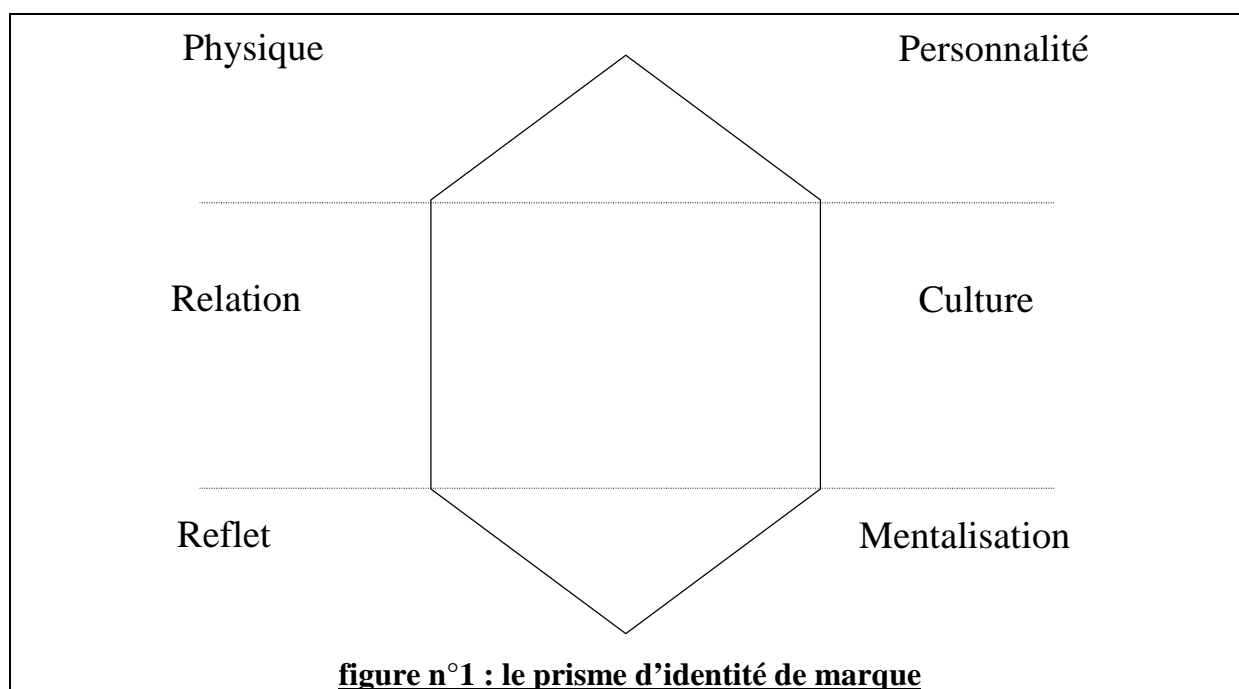 Physique
Personnalité
Relation
Culture
Reflet
Mentalisation
figure n°1 : le prisme d’identité de marque